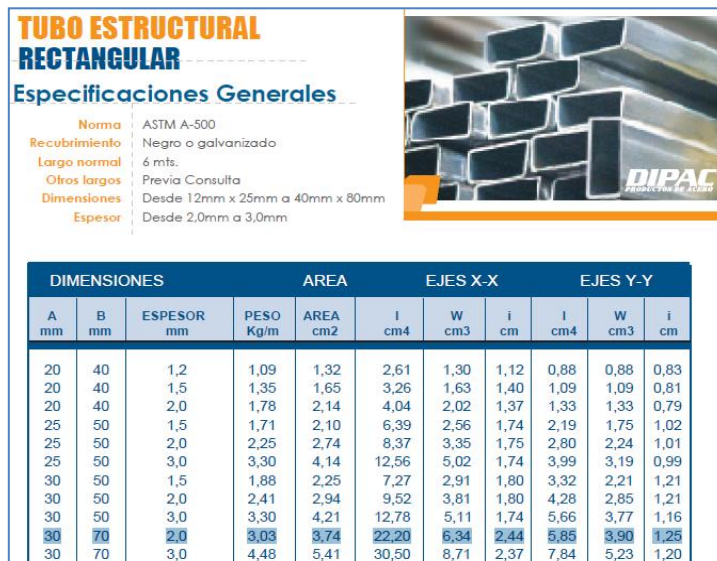 TUBO ESTRUCTURAL
RECTANGULAR
Especificaciones Generales
Norma ASTM A-500
Recubrimiento Negro o galvanizado
Largo normal 6 mts.
Otros largos Previa Consulta
Dimensiones Desde 12mm x 25mm a 40mm x 80mm
Espesor Desde 2,0mm a 3,0mm
DIPAC
PRODUCTOS DE ACERO
DIMENSIONES AREA EJES X-X EJES Y-Y
A B ESPESOR PESO AREA I W i I W i
mm mm mm Kg/m cm2 cm4 cm3 cm cm4 cm3 cm
20 40 1,2 1,09 1,32 2,61 1,30 1,12 0,88 0,88 0,83
20 40 1,5 1,35 1,65 3,26 1,63 1,40 1,09 1,09 0,81
20 40 2,0 1,78 2,14 4,04 2,02 1,37 1,33 1,33 0,79
25 50 1,5 1,71 2,10 6,39 2,56 1,74 2,19 1,75 1,02
25 50 2,0 2,25 2,74 8,37 3,35 1,75 2,80 2,24 1,01
25 50 3,0 3,30 4,14 12,56 5,02 1,74 3,99 3,19 0,99
30 50 1,5 1,88 2,25 7,27 2,91 1,80 3,32 2,21 1,21
30 50 2,0 2,41 2,94 9,52 3,81 1,80 4,28 2,85 1,21
30 50 3,0 3,30 4,21 12,78 5,11 1,74 5,66 3,77 1,16
30 70 2,0 3,03 3,74 22,20 6,34 2,44 5,85 3,90 1,25
30 70 3,0 4,48 5,41 30,50 8,71 2,37 7,84 5,23 1,20